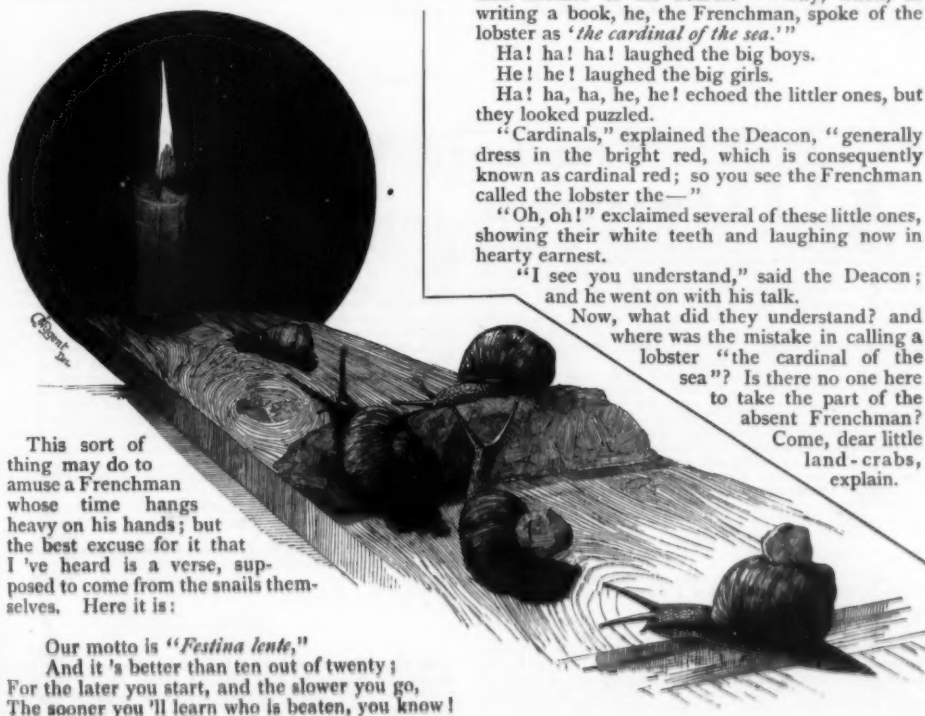 This sort of
thing may do to
amuse a Frenchman
whose time hangs
heavy on his hands; but
the best excuse for it that
I 've heard is a verse, sup-
posed to come from the snails them-
selves. Here it is:
Our motto is "Festina lente,"
And it 's better than ten out of twenty;
For the later you start, and the slower you go,
The sooner you 'll learn who is beaten, you know!
writing a book, he, the Frenchman, spoke of the
lobster as 'the cardinal of the sea.'"
Ha! ha! ha! laughed the big boys.
He! he! laughed the big girls.
Ha! ha, ha, he, he! echoed the littler ones, but
they looked puzzled.
"Cardinals," explained the Deacon, "generally
dress in the bright red, which is consequently
known as cardinal red; so you see the Frenchman
called the lobster the—"
"Oh, oh!" exclaimed several of these little ones,
showing their white teeth and laughing now in
hearty earnest.
"I see you understand," said the Deacon;
and he went on with his talk.
Now, what did they understand? and
where was the mistake in calling a
lobster "the cardinal of the
sea"? Is there no one here
to take the part of the
absent Frenchman?
Come, dear little
land-crabs,
explain.